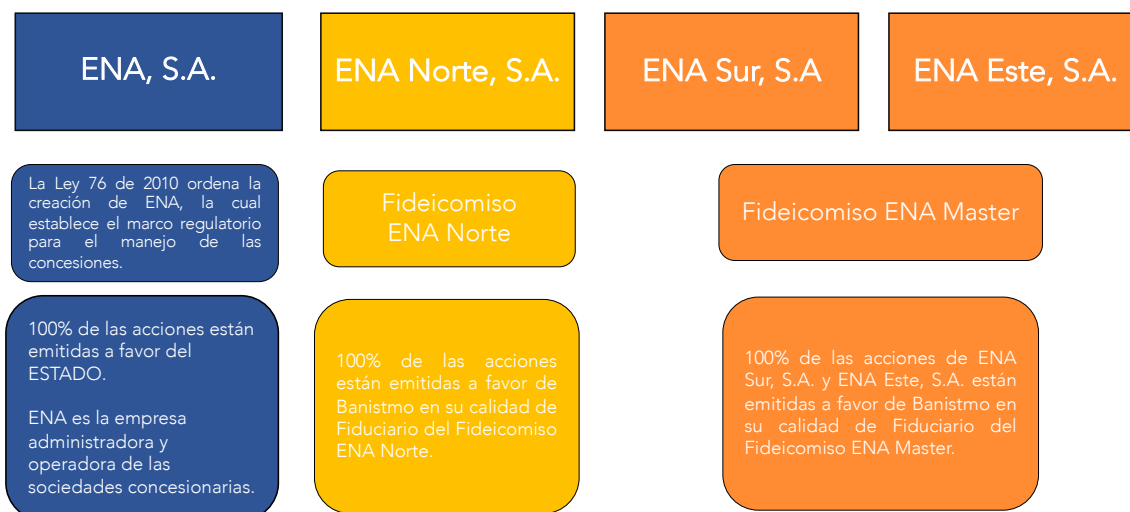 ENA, S.A.
ENA Norte, S.A.
ENA Sur, S.A
ENA Este, S.A.
La Ley 76 de 2010 ordena la
creación de ENA, la cual
establece el marco regulatorio
para el manejo de las
concesiones.
Fideicomiso
ENA Norte
Fideicomiso ENA Master
100% de las acciones están
emitidas a favor del
ESTADO.
ENA es la empresa
administradora y
operadora de las
sociedades concesionarias.
100% de las acciones
están emitidas a favor de
Banistmo en su calidad de
Fiduciario del Fideicomiso
ENA Norte.
100% de las acciones de ENA
Sur, S.A. y ENA Este, S.A. están
emitidas a favor de Banistmo en
su calidad de Fiduciario del
Fideicomiso ENA Master.